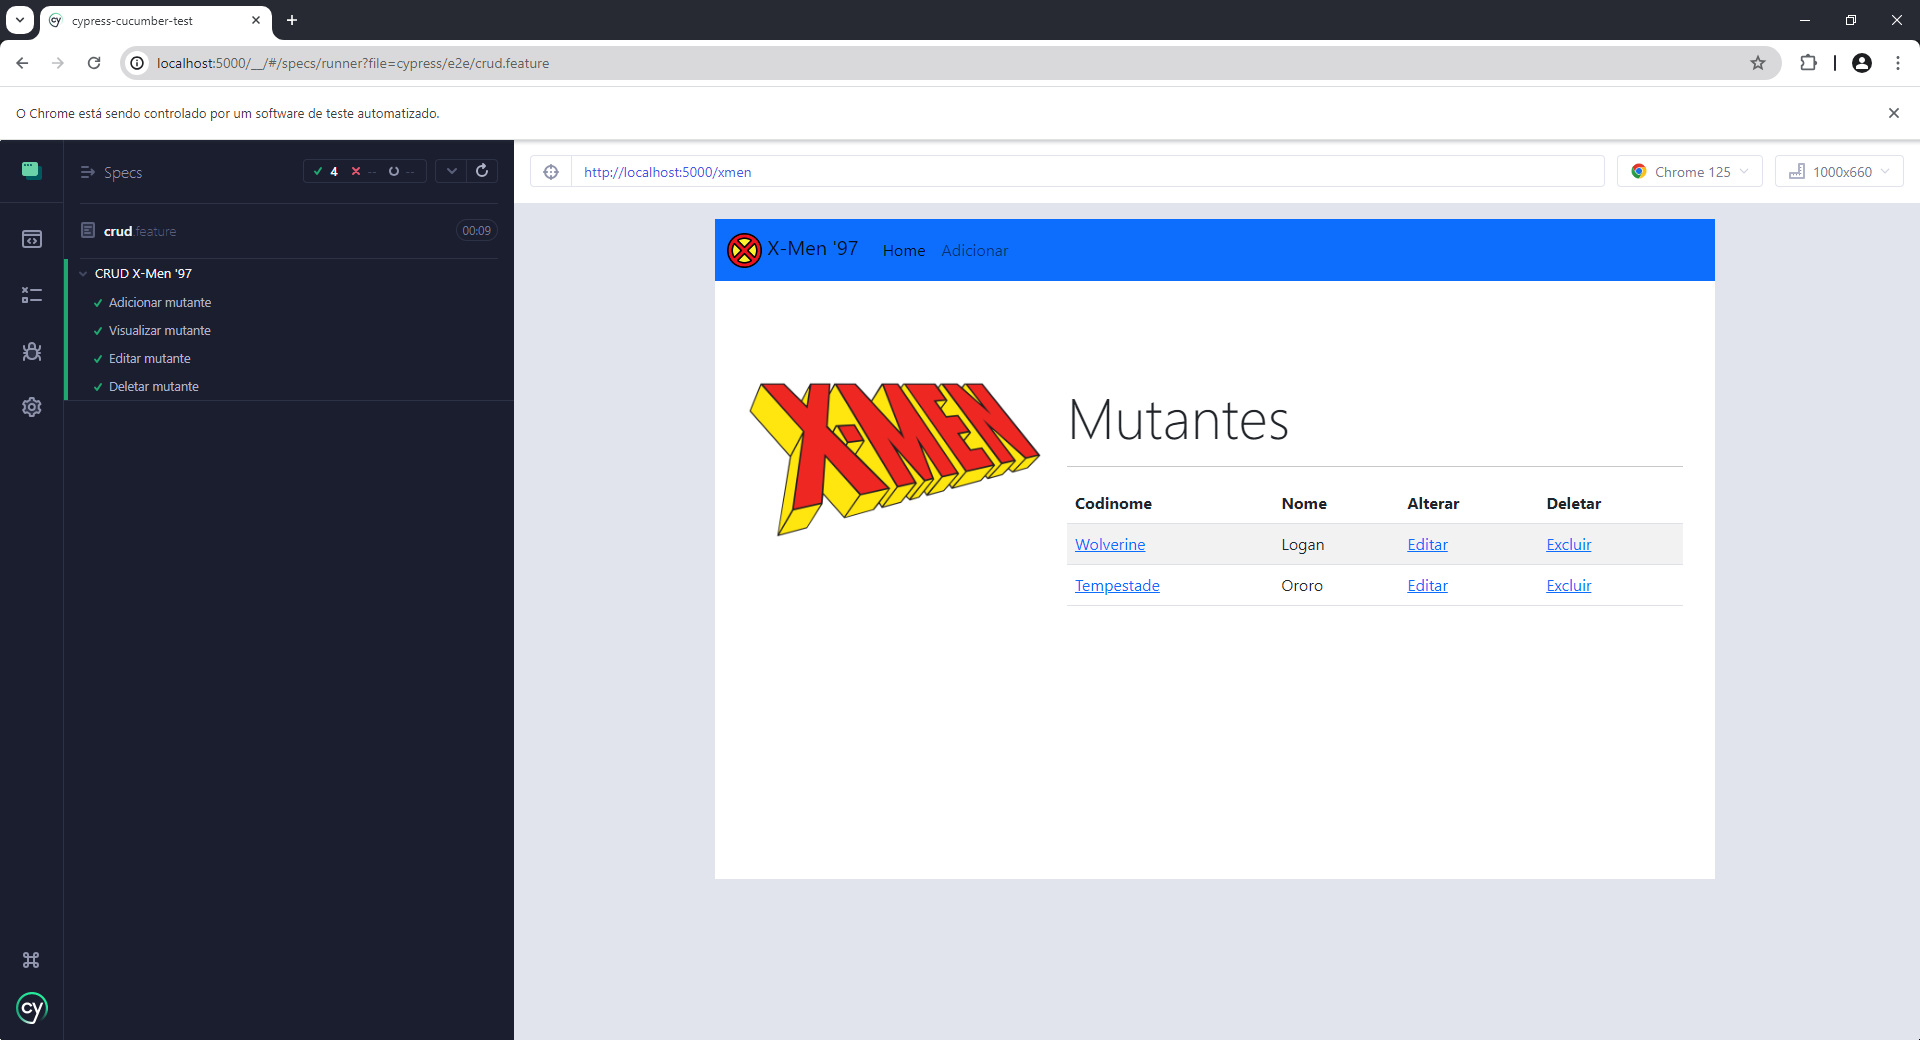 cypress-cucumber-test
localhost:5000/__/#/specs/runner?file=cypress/e2e/crud.feature
O Chrome está sendo controlado por um software de teste automatizado.
Specs
4 -- --
crud.feature 00:09
CRUD X-Men '97
Adicionar mutante
Visualizar mutante
Editar mutante
Deletar mutante
cy
http://localhost:5000/xmen
Chrome 125
1000x660
X-Men '97 Home Adicionar
X-MEN
Mutantes
Codinome Nome Alterar Deletar
Wolverine Logan Editar Excluir
Tempestade Ororo Editar Excluir